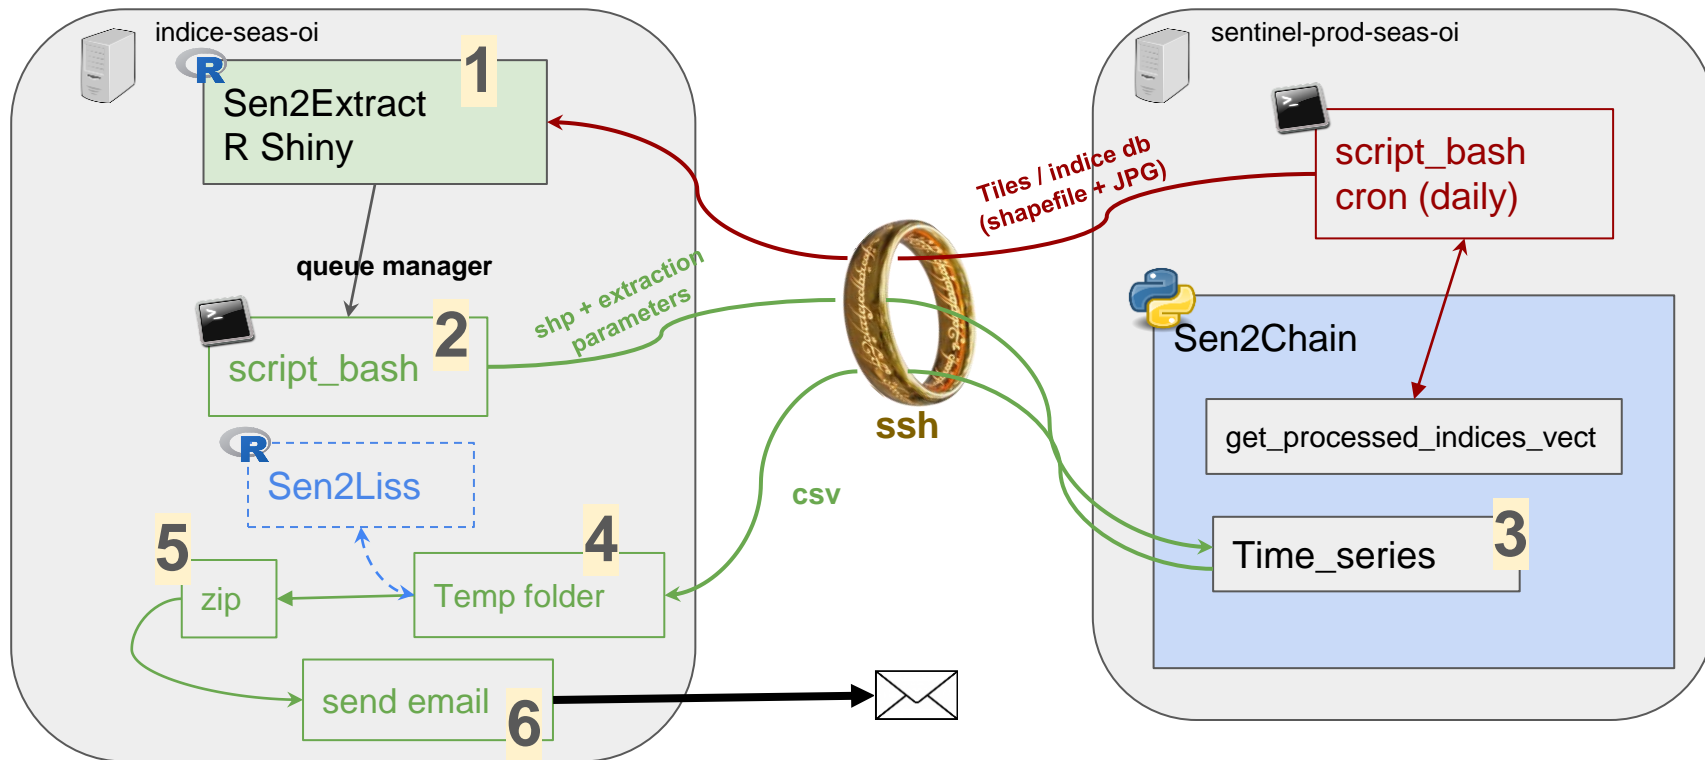 indice-seas-oi
1
Sen2Extract
R Shiny
queue manager
2
script_bash
shp + extraction
parameters
Sen2Liss
5
zip
4
Temp folder
csv
send email
6
ssh
Tiles / indice db
(shapefile + JPG)
sentinel-prod-seas-oi
script_bash
cron (daily)
Sen2Chain
get_processed_indices_vect
Time_series
3
R
R
>_
>_